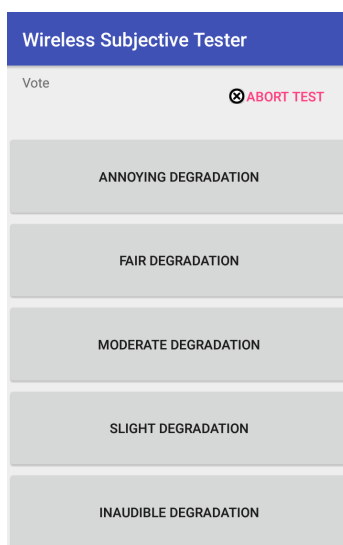 Wireless Subjective Tester
Vote
ABORT TEST
ANNOYING DEGRADATION
FAIR DEGRADATION
MODERATE DEGRADATION
SLIGHT DEGRADATION
INAUDIBLE DEGRADATION